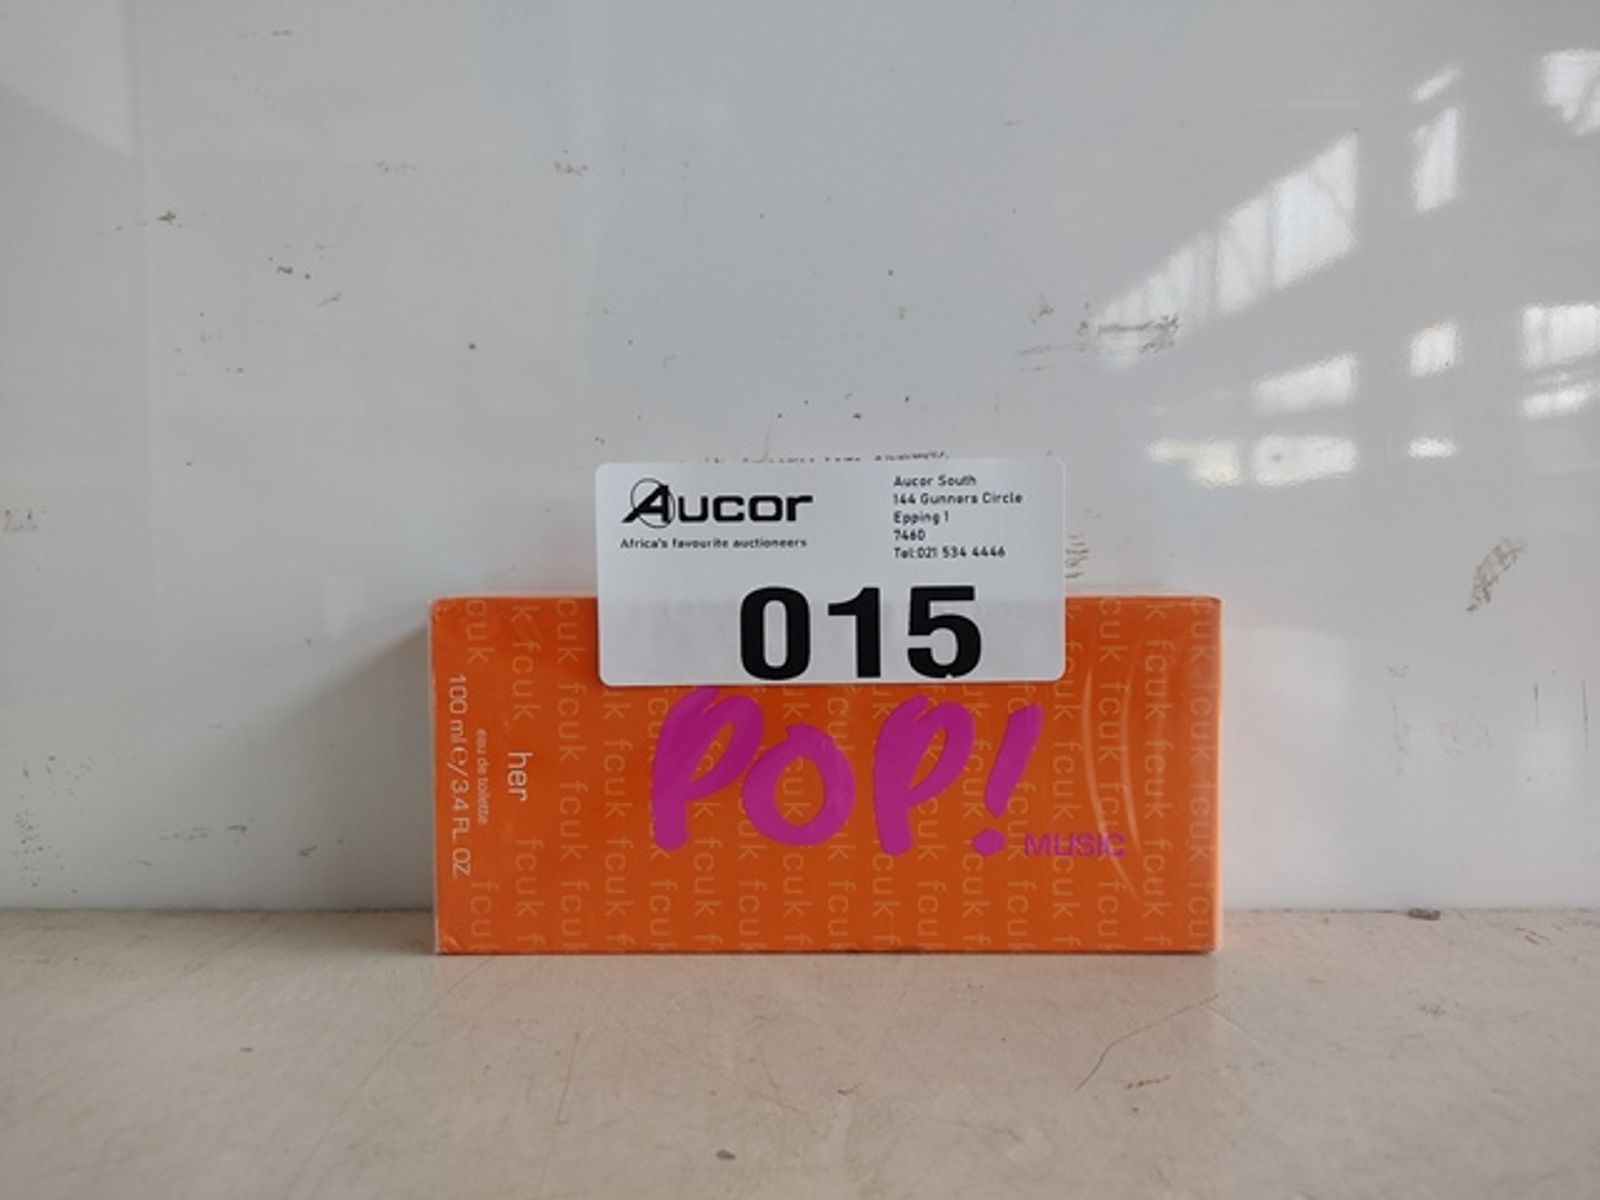 Aucor
Africa's favourite auctioneers
Aucor South
144 Gunners Circle
Epping 1
7460
Tel:021 534 4446
015
POP!
MUSIC
her
eau de toilette
100 ml e/3.4 FL. OZ.
fcuk fcuk fcuk fcuk